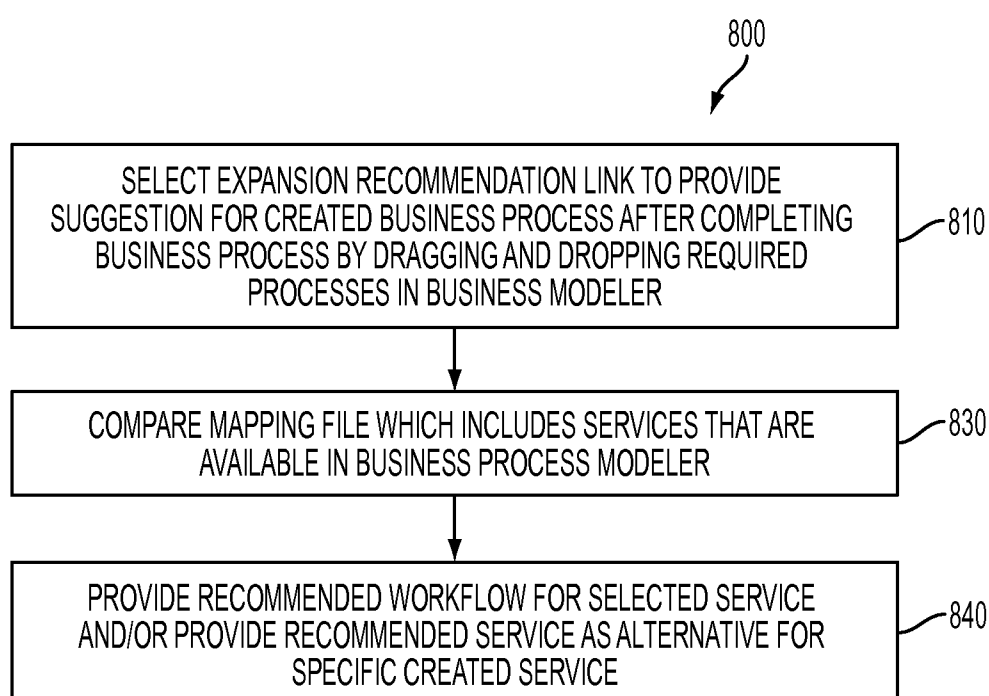 800
SELECT EXPANSION RECOMMENDATION LINK TO PROVIDE
SUGGESTION FOR CREATED BUSINESS PROCESS AFTER COMPLETING
BUSINESS PROCESS BY DRAGGING AND DROPPING REQUIRED
PROCESSES IN BUSINESS MODELER
810
COMPARE MAPPING FILE WHICH INCLUDES SERVICES THAT ARE
AVAILABLE IN BUSINESS PROCESS MODELER
830
PROVIDE RECOMMENDED WORKFLOW FOR SELECTED SERVICE
AND/OR PROVIDE RECOMMENDED SERVICE AS ALTERNATIVE FOR
SPECIFIC CREATED SERVICE
840